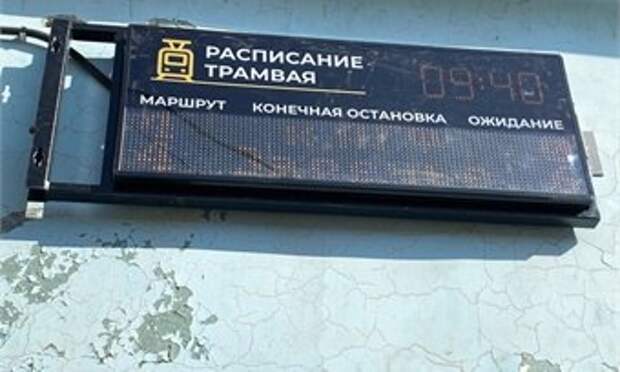 РАСПИСАНИЕ
ТРАМВАЯ
09:40
МАРШРУТ КОНЕЧНАЯ ОСТАНОВКА ОЖИДАНИЕ